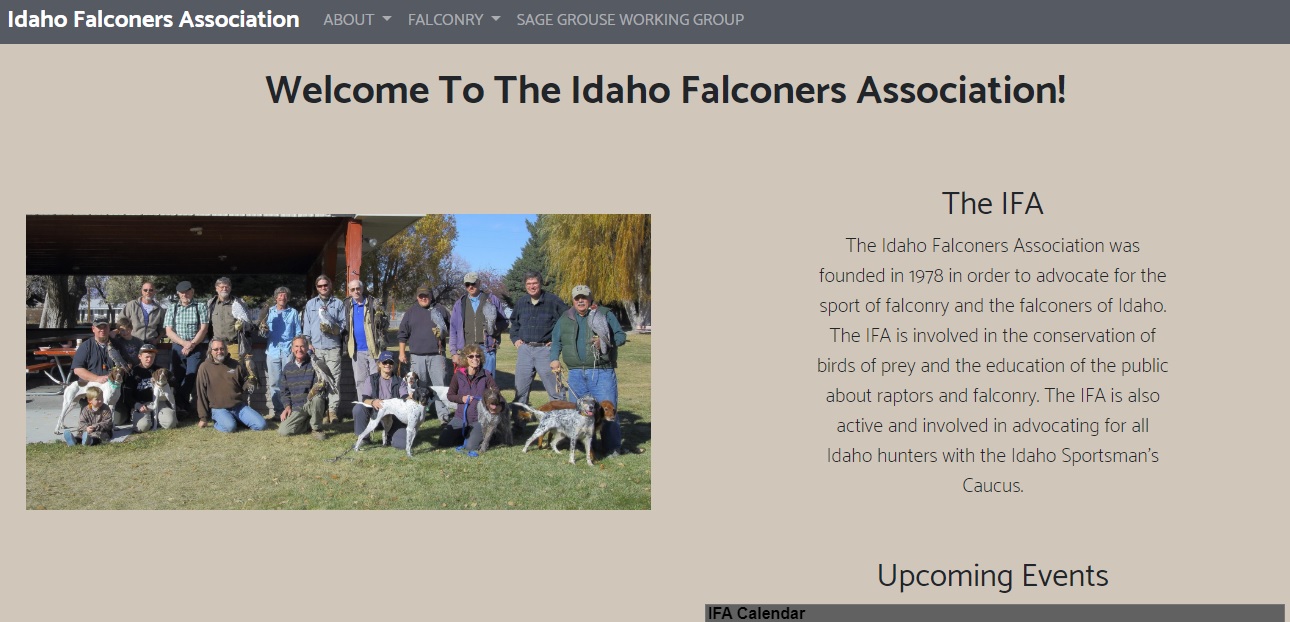 Idaho Falconers Association ABOUT FALCONRY SAGE GROUSE WORKING GROUP
Welcome To The Idaho Falconers Association!
The IFA
The Idaho Falconers Association was
founded in 1978 in order to advocate for the
sport of falconry and the falconers of Idaho.
The IFA is involved in the conservation of
birds of prey and the education of the public
about raptors and falconry. The IFA is also
active and involved in advocating for all
Idaho hunters with the Idaho Sportsman's
Caucus.
Upcoming Events
IFA Calendar